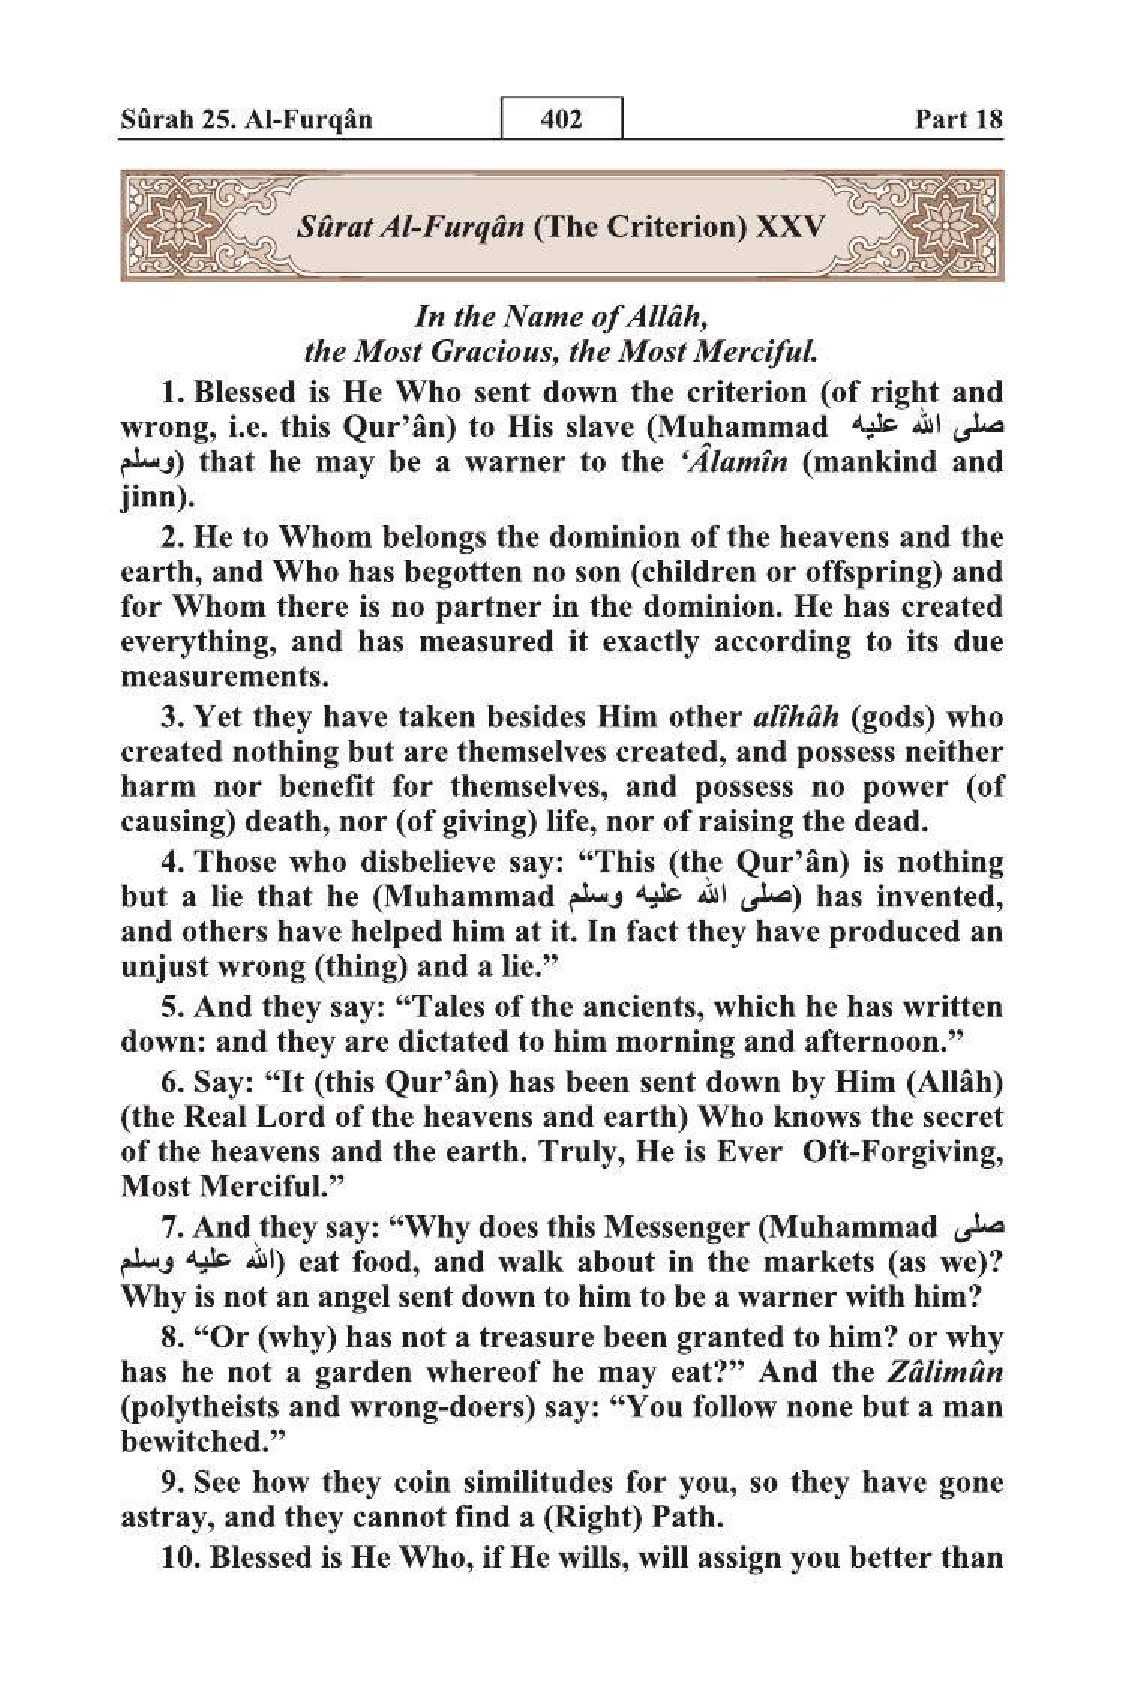 Sûrah 25. Al-Furqân 402 Part 18
Sûrat Al-Furqân (The Criterion) XXV
In the Name of Allâh,
the Most Gracious, the Most Merciful.
1. Blessed is He Who sent down the criterion (of right and
wrong, i.e. this Qur’ân) to His slave (Muhammad صلى الله عليه
وسلم) that he may be a warner to the ‘Âlamîn (mankind and
jinn).
2. He to Whom belongs the dominion of the heavens and the
earth, and Who has begotten no son (children or offspring) and
for Whom there is no partner in the dominion. He has created
everything, and has measured it exactly according to its due
measurements.
3. Yet they have taken besides Him other alîhâh (gods) who
created nothing but are themselves created, and possess neither
harm nor benefit for themselves, and possess no power (of
causing) death, nor (of giving) life, nor of raising the dead.
4. Those who disbelieve say: “This (the Qur’ân) is nothing
but a lie that he (Muhammad صلى الله عليه وسلم) has invented,
and others have helped him at it. In fact they have produced an
unjust wrong (thing) and a lie.”
5. And they say: “Tales of the ancients, which he has written
down: and they are dictated to him morning and afternoon.”
6. Say: “It (this Qur’ân) has been sent down by Him (Allâh)
(the Real Lord of the heavens and earth) Who knows the secret
of the heavens and the earth. Truly, He is Ever Oft-Forgiving,
Most Merciful.”
7. And they say: “Why does this Messenger (Muhammad صلى
الله عليه وسلم) eat food, and walk about in the markets (as we)?
Why is not an angel sent down to him to be a warner with him?
8. “Or (why) has not a treasure been granted to him? or why
has he not a garden whereof he may eat?” And the Zâlimûn
(polytheists and wrong-doers) say: “You follow none but a man
bewitched.”
9. See how they coin similitudes for you, so they have gone
astray, and they cannot find a (Right) Path.
10. Blessed is He Who, if He wills, will assign you better than